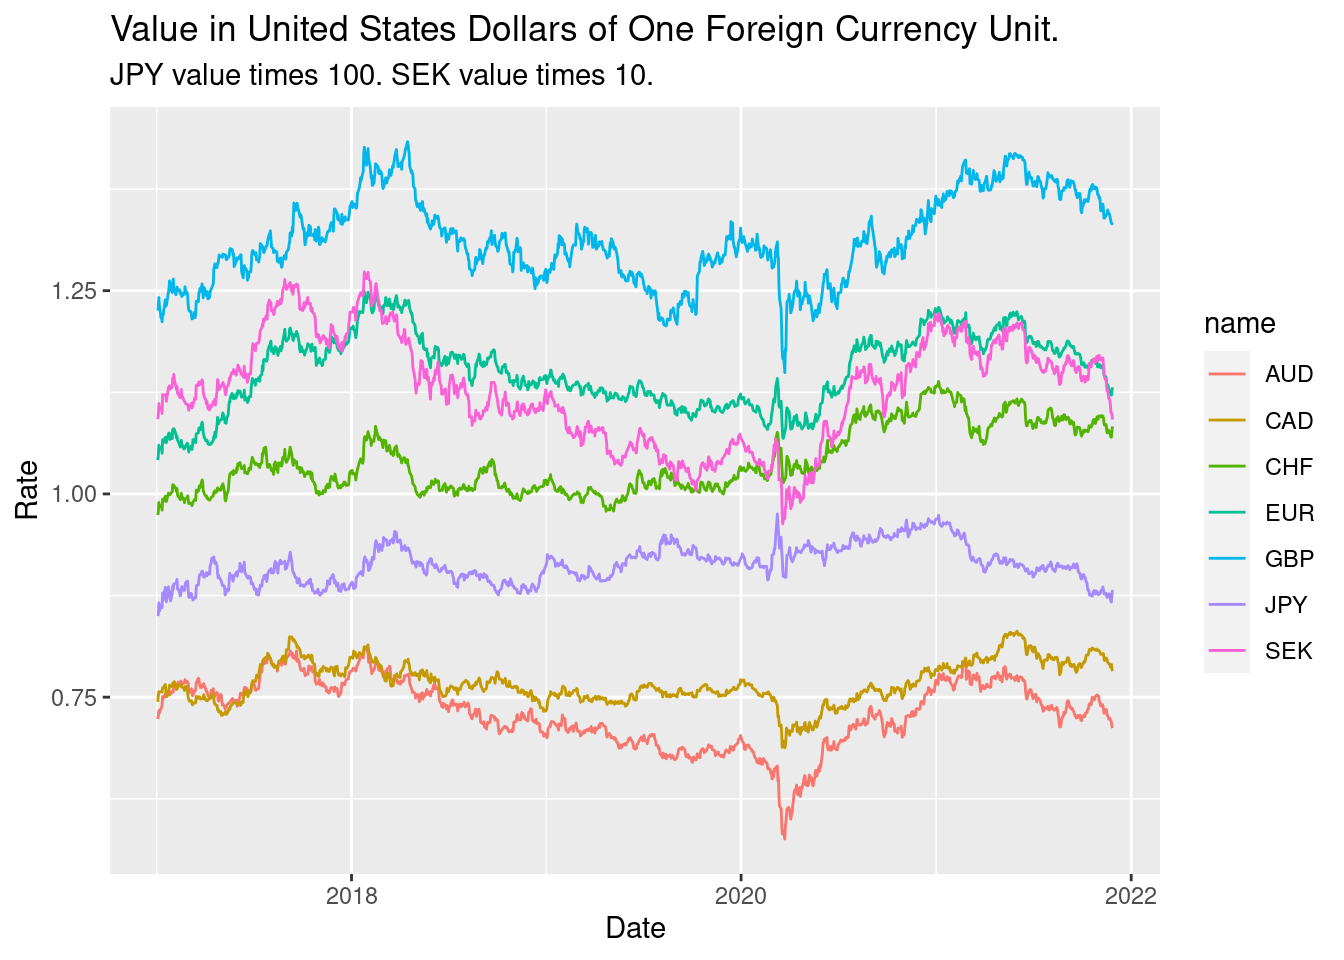 Value in United States Dollars of One Foreign Currency Unit.
JPY value times 100. SEK value times 10.
Rate
1.25
1.00
0.75
2018
2020
2022
Date
name
AUD
CAD
CHF
EUR
GBP
JPY
SEK